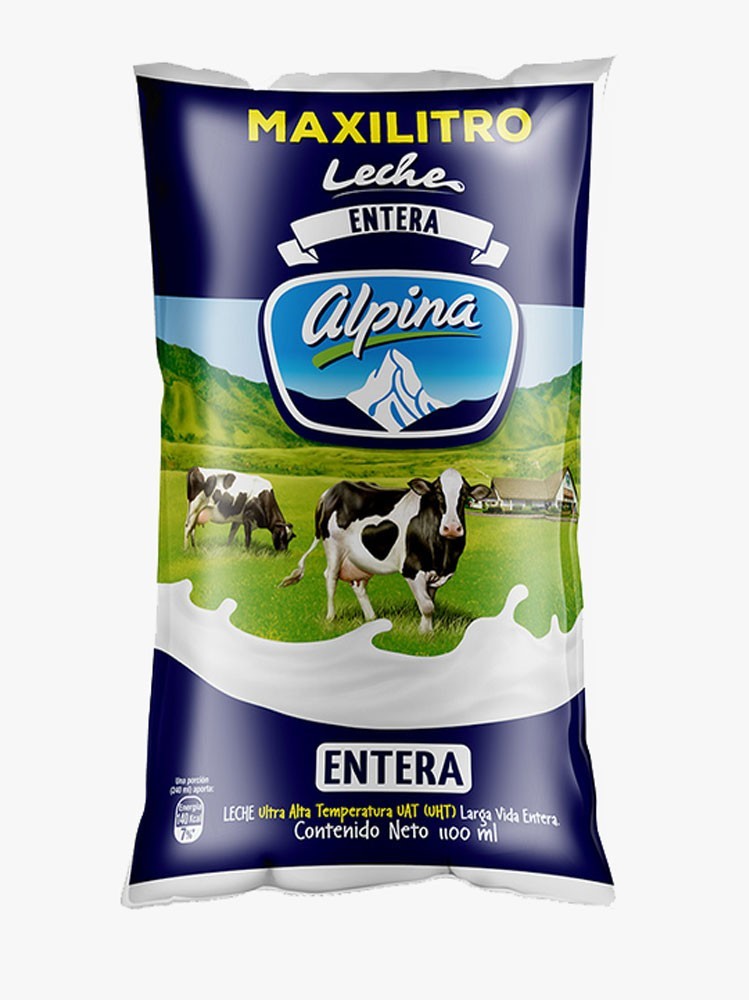 MAXILITRO
Leche
ENTERA
alpina
ENTERA
Una porción
(240 ml) aporta:
Energía
140 Kcal
7%*
LECHE Ultra Alta Temperatura UAT (UHT) Larga Vida Entera.
Contenido Neto 1100 ml